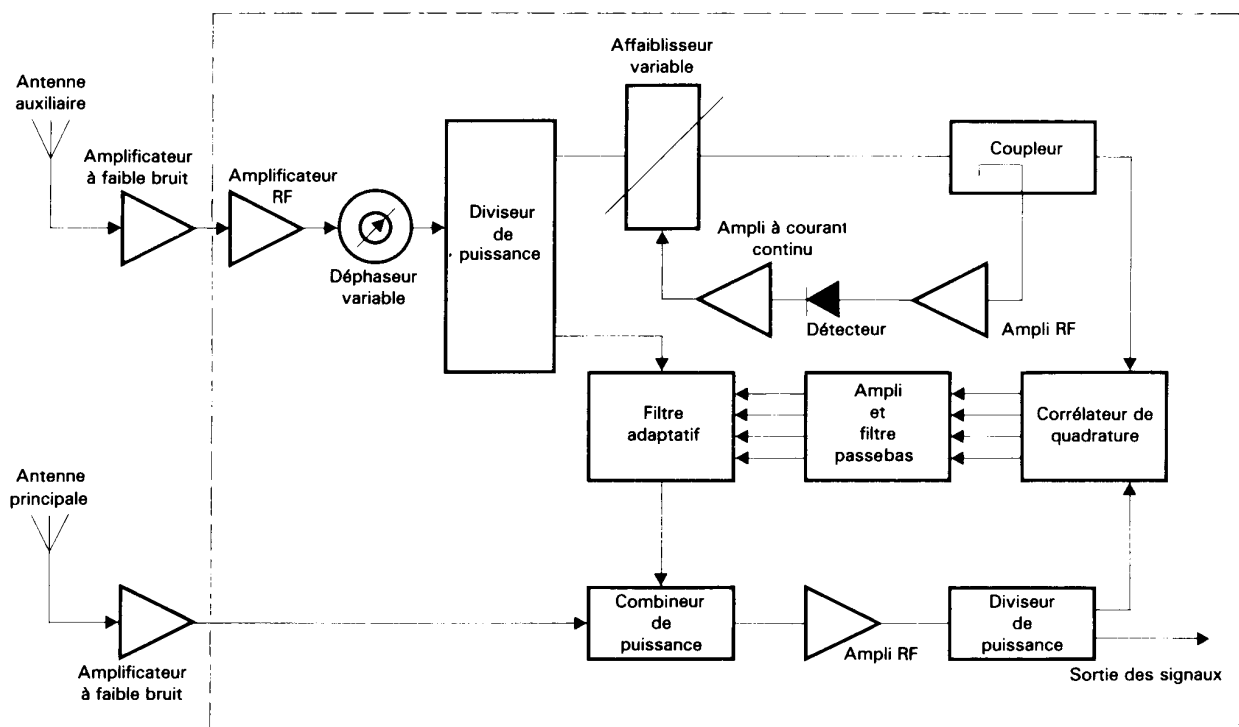 Affaiblisseur
variable
Antenne
auxiliaire
Amplificateur
à faible bruit
Amplificateur
RF
Déphaseur
variable
Diviseur
de
puissance
Coupleur
Ampli à courant
continu
Détecteur
Ampli RF
Filtre
adaptatif
Ampli
et
filtre
passebas
Corrélateur de
quadrature
Antenne
principale
Amplificateur
à faible bruit
Combineur
de
puissance
Ampli RF
Diviseur
de
puissance
Sortie des signaux